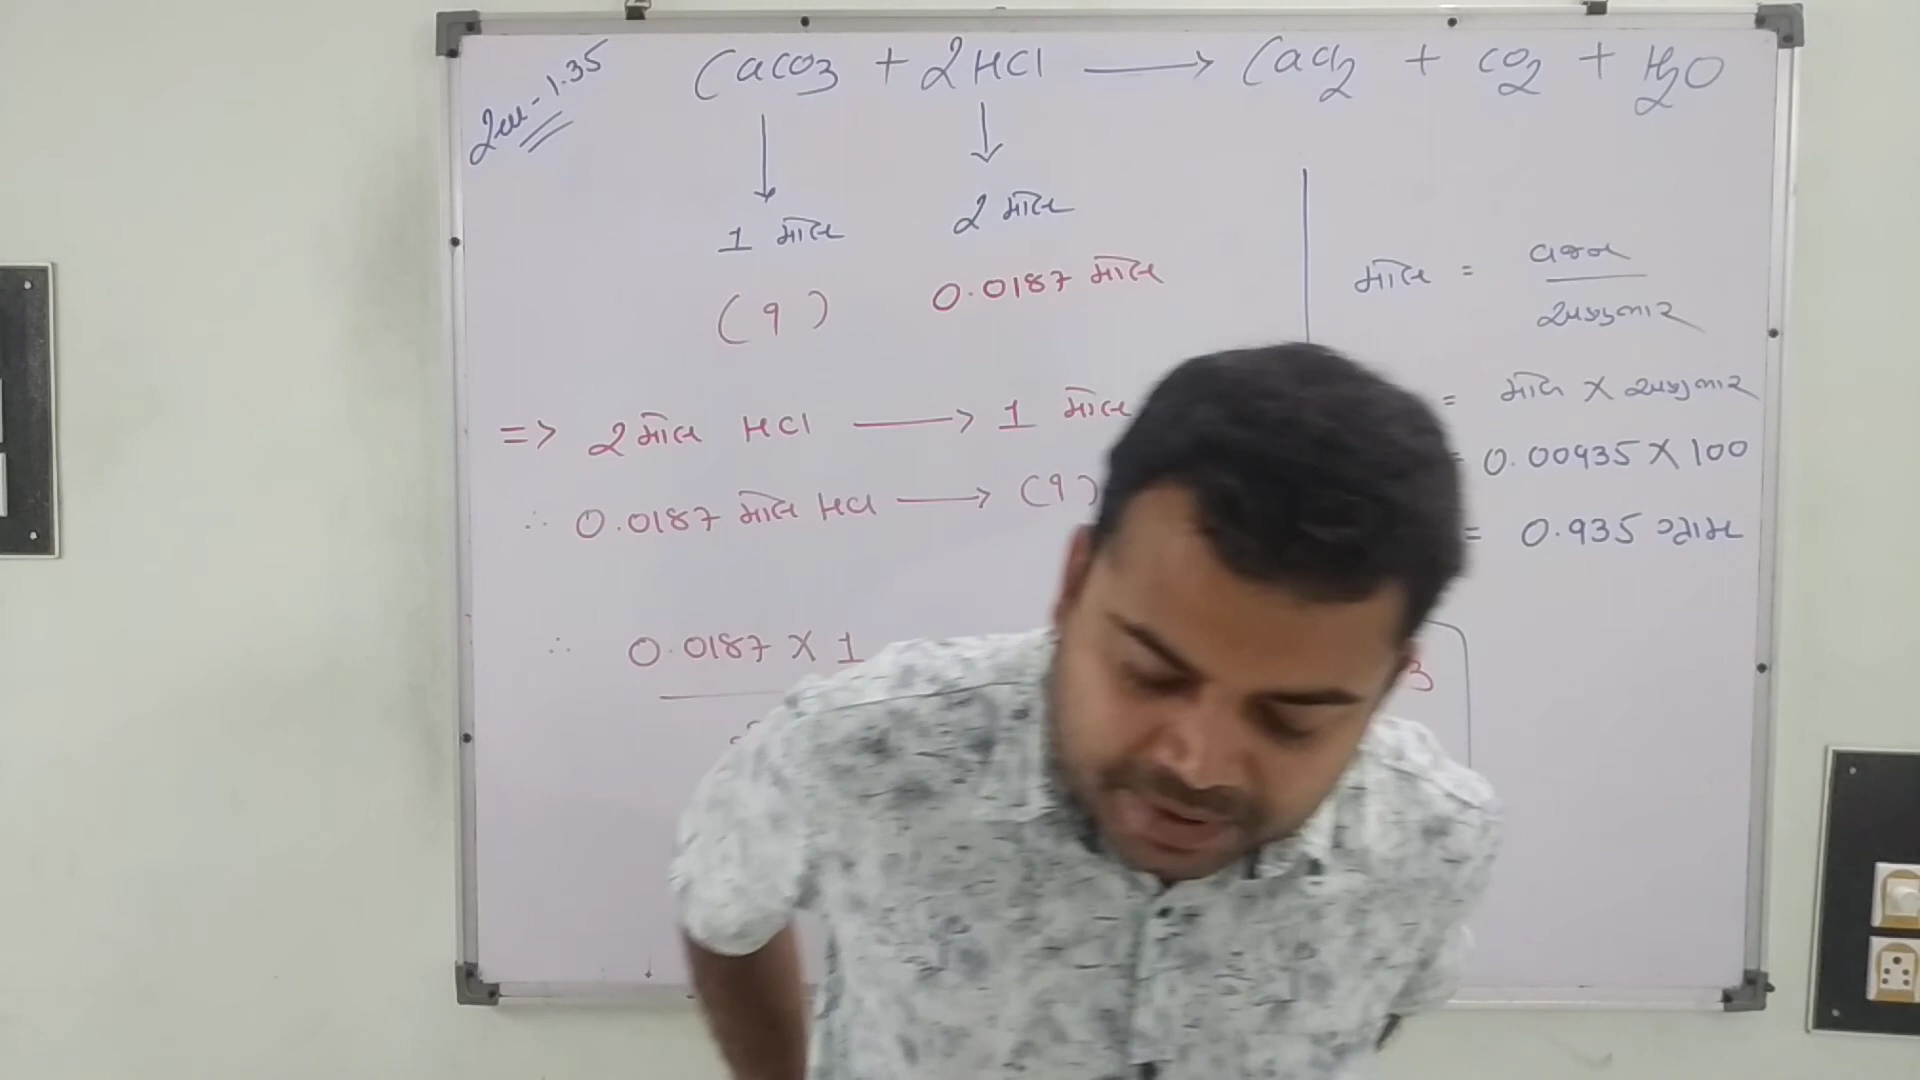 સ્વા-1.35
CaCO3 + 2HCl ⟶ CaCl2 + CO2 + H2O
1 મોલ
2 મોલ
(?)
0.0187 મોલ
=> 2 મોલ HCl ⟶ 1 મોલ
∴ 0.0187 મોલ HCl ⟶ (?)
∴ 0.0187 X 1
મોલ = વજન / અણુભાર
= મોલ X અણુભાર
= 0.00935 X 100
= 0.935 ગ્રામ
3